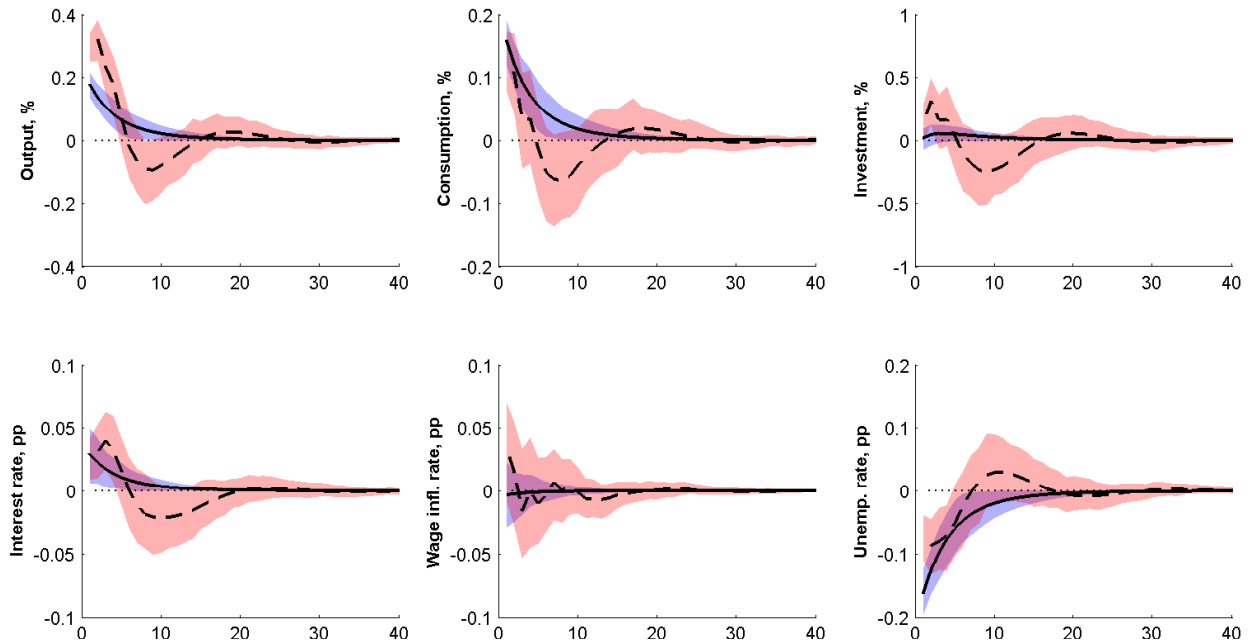 Output, %
0.4
0.2
0
-0.2
-0.4
0 10 20 30 40
Consumption, %
0.2
0.1
0
-0.1
-0.2
0 10 20 30 40
Investment, %
1
0.5
0
-0.5
-1
0 10 20 30 40
Interest rate, pp
0.1
0.05
0
-0.05
-0.1
0 10 20 30 40
Wage infl. rate, pp
0.1
0.05
0
-0.05
-0.1
0 10 20 30 40
Unemp. rate, pp
0.2
0.1
0
-0.1
-0.2
0 10 20 30 40